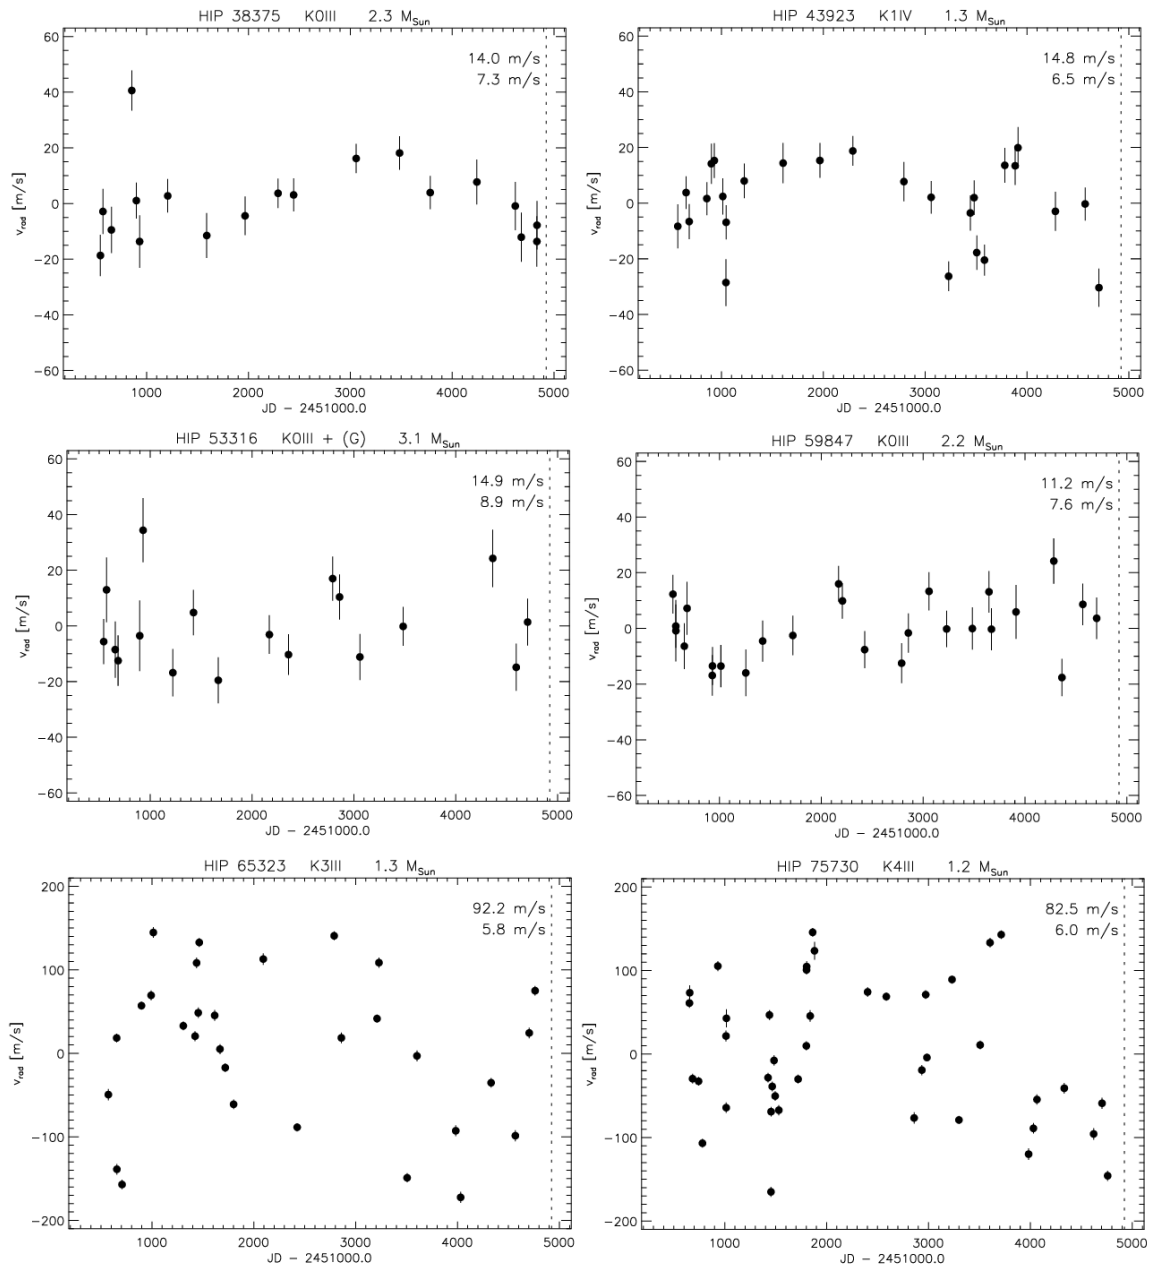 HIP 38375 K0III 2.3 M_Sun
14.0 m/s
7.3 m/s
60
40
20
0
−20
−40
−60
v_rad [m/s]
1000 2000 3000 4000 5000
JD − 2451000.0
HIP 43923 K1IV 1.3 M_Sun
14.8 m/s
6.5 m/s
60
40
20
0
−20
−40
−60
v_rad [m/s]
1000 2000 3000 4000 5000
JD − 2451000.0
HIP 53316 K0III + (G) 3.1 M_Sun
14.9 m/s
8.9 m/s
60
40
20
0
−20
−40
−60
v_rad [m/s]
1000 2000 3000 4000 5000
JD − 2451000.0
HIP 59847 K0III 2.2 M_Sun
11.2 m/s
7.6 m/s
60
40
20
0
−20
−40
−60
v_rad [m/s]
1000 2000 3000 4000 5000
JD − 2451000.0
HIP 65323 K3III 1.3 M_Sun
92.2 m/s
5.8 m/s
200
100
0
−100
−200
v_rad [m/s]
1000 2000 3000 4000 5000
JD − 2451000.0
HIP 75730 K4III 1.2 M_Sun
82.5 m/s
6.0 m/s
200
100
0
−100
−200
v_rad [m/s]
1000 2000 3000 4000 5000
JD − 2451000.0